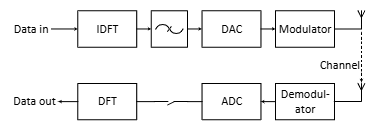 Data in
IDFT
DAC
Modulator
Channel
Data out
DFT
ADC
Demodul-
ator